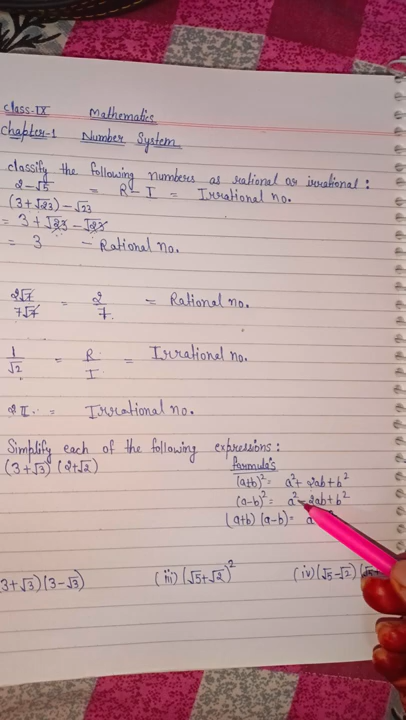 Class-IX Mathematics
Chapter-1 Number System
classify the following numbers as rational or irrational :
2-√5 = R-I = Irrational no.
(3+√23)-√23
= 3+√23-√23
= 3 - Rational no.
2√7/7√7 = 2/7. = Rational no.
1/√2 = R/I = Irrational no.
2π. = Irrational no.
Simplify each of the following expressions :
(3+√3)(2+√2)
formula's
(a+b)² = a²+2ab+b²
(a-b)² = a²-2ab+b²
(a+b)(a-b) = a
3+√3)(3-√3) (iii)(√5+√2)² (iv)(√5-√2)(√5+